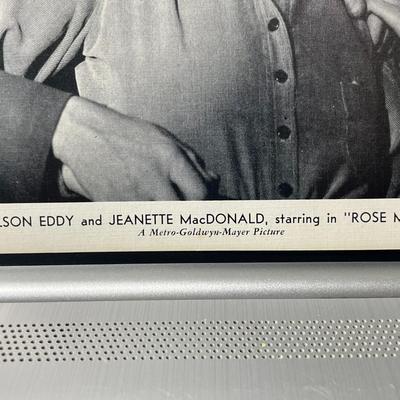 LSON EDDY and JEANETTE MacDONALD, starring in "ROSE M
A Metro-Goldwyn-Mayer Picture